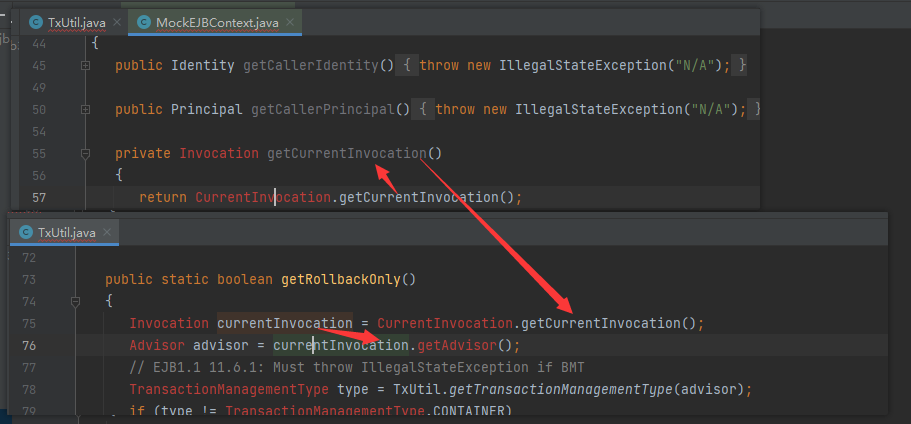 TxUtil.java × MockEJBContext.java ×
44 {
45 public Identity getCallerIdentity() { throw new IllegalStateException("N/A"); }
49
50 public Principal getCallerPrincipal() { throw new IllegalStateException("N/A"); }
54
55 private Invocation getCurrentInvocation()
56 {
57 return CurrentInvocation.getCurrentInvocation();
TxUtil.java ×
72
73 public static boolean getRollbackOnly()
74 {
75 Invocation currentInvocation = CurrentInvocation.getCurrentInvocation();
76 Advisor advisor = currentInvocation.getAdvisor();
77 // EJB1.1 11.6.1: Must throw IllegalStateException if BMT
78 TransactionManagementType type = TxUtil.getTransactionManagementType(advisor);
79 if (type != TransactionManagementType.CONTAINER)